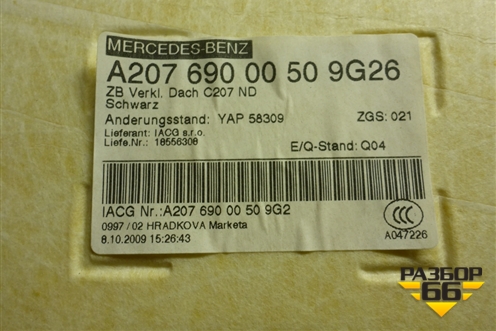 MERCEDES-BENZ
A207 690 00 50 9G26
ZB Verkl. Dach C207 ND
Schwarz
Änderungsstand: YAP 58309
ZGS: 021
Lieferant: IACG s.r.o.
Liefe.Nr.: 18556308
E/Q-Stand: Q04
IACG Nr.:A207 690 00 50 9G2
0997 / 02 HRADKOVA Marketa
8.10.2009 15:26:43
CCC
A047226
РАЗБОР
66